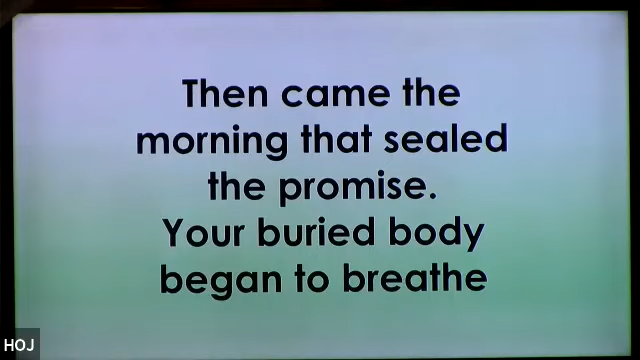 Then came the
morning that sealed
the promise.
Your buried body
began to breathe
HOJ